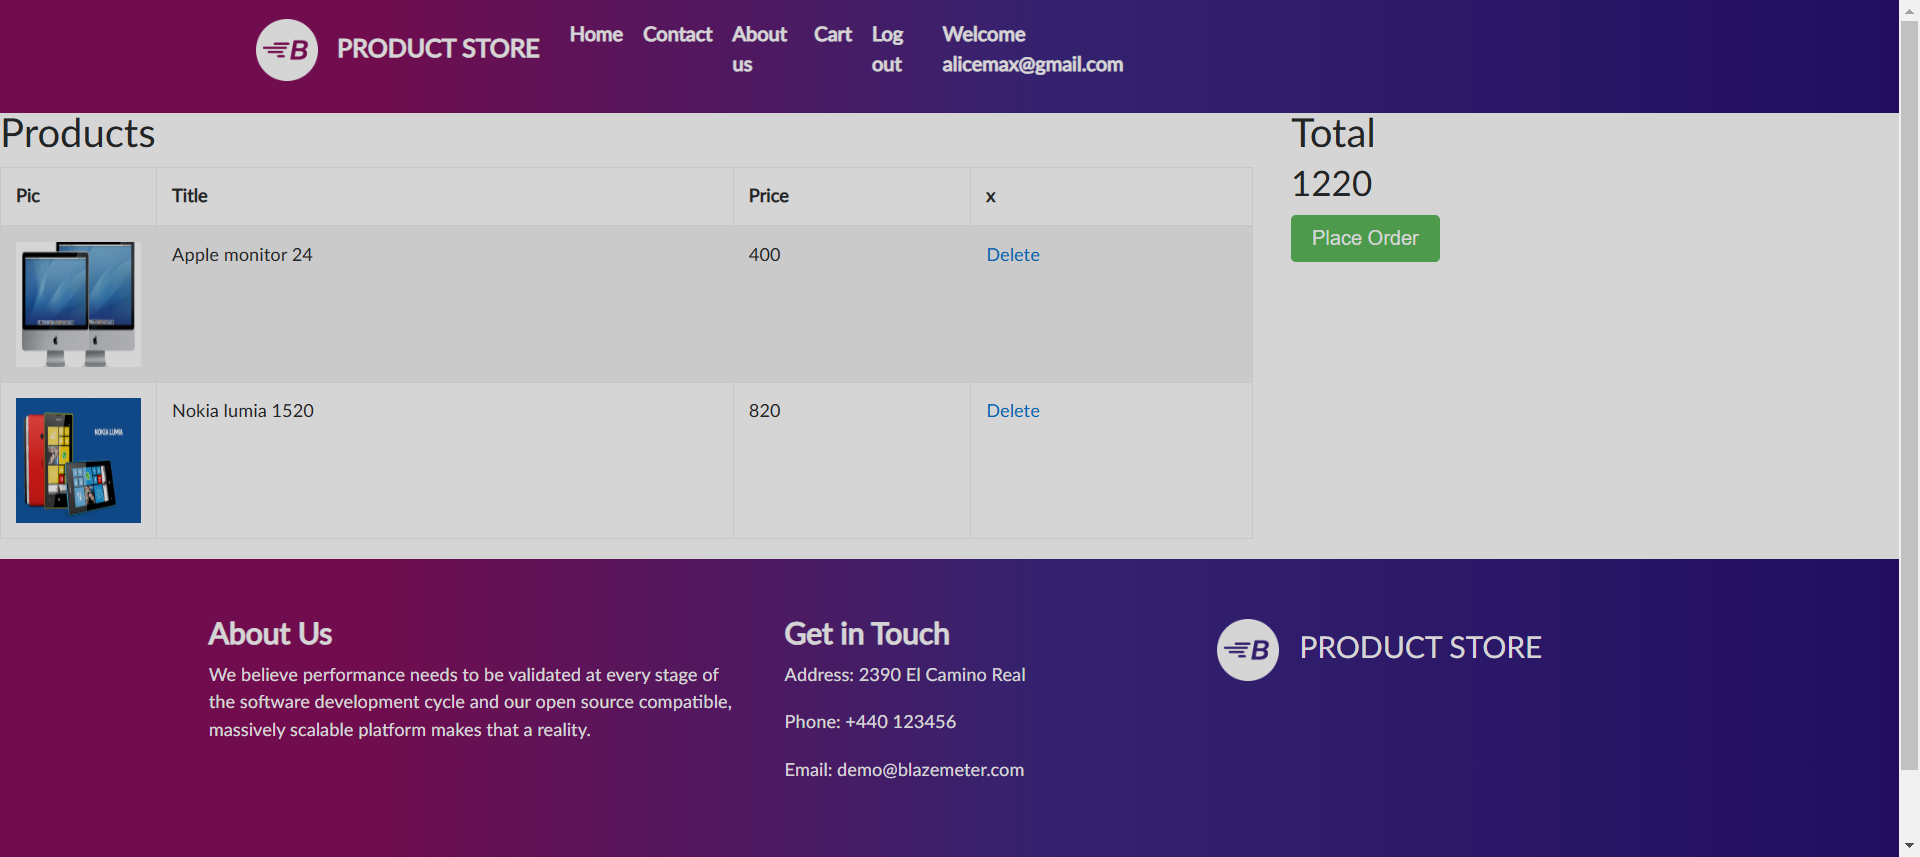 B PRODUCT STORE Home Contact About us Cart Log out Welcome alicemax@gmail.com
Products
Total
1220
Place Order
Pic Title Price x
Apple monitor 24 400 Delete
NOKIA LUMIA
Nokia lumia 1520 820 Delete
About Us
We believe performance needs to be validated at every stage of
the software development cycle and our open source compatible,
massively scalable platform makes that a reality.
Get in Touch
Address: 2390 El Camino Real
Phone: +440 123456
Email: demo@blazemeter.com
B PRODUCT STORE